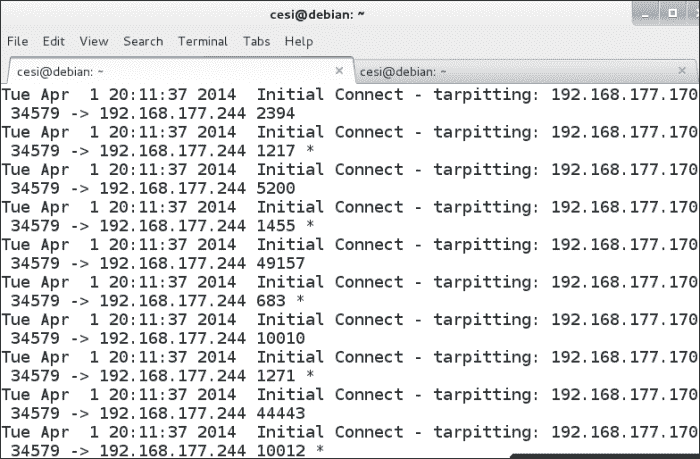 cesi@debian: ~
File Edit View Search Terminal Tabs Help
cesi@debian: ~ × cesi@debian: ~ ×
Tue Apr  1 20:11:37 2014  Initial Connect - tarpitting: 192.168.177.170
 34579 -> 192.168.177.244 2394
Tue Apr  1 20:11:37 2014  Initial Connect - tarpitting: 192.168.177.170
 34579 -> 192.168.177.244 1217 *
Tue Apr  1 20:11:37 2014  Initial Connect - tarpitting: 192.168.177.170
 34579 -> 192.168.177.244 5200
Tue Apr  1 20:11:37 2014  Initial Connect - tarpitting: 192.168.177.170
 34579 -> 192.168.177.244 1455 *
Tue Apr  1 20:11:37 2014  Initial Connect - tarpitting: 192.168.177.170
 34579 -> 192.168.177.244 49157
Tue Apr  1 20:11:37 2014  Initial Connect - tarpitting: 192.168.177.170
 34579 -> 192.168.177.244 683 *
Tue Apr  1 20:11:37 2014  Initial Connect - tarpitting: 192.168.177.170
 34579 -> 192.168.177.244 10010
Tue Apr  1 20:11:37 2014  Initial Connect - tarpitting: 192.168.177.170
 34579 -> 192.168.177.244 1271 *
Tue Apr  1 20:11:37 2014  Initial Connect - tarpitting: 192.168.177.170
 34579 -> 192.168.177.244 44443
Tue Apr  1 20:11:37 2014  Initial Connect - tarpitting: 192.168.177.170
 34579 -> 192.168.177.244 10012 *